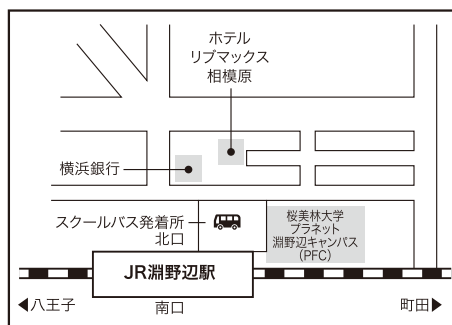 ホテル
リブマックス
相模原
横浜銀行
スクールバス発着所
北口
桜美林大学
プラネット
淵野辺キャンパス
(PFC)
JR淵野辺駅
◀八王子
南口
町田▶